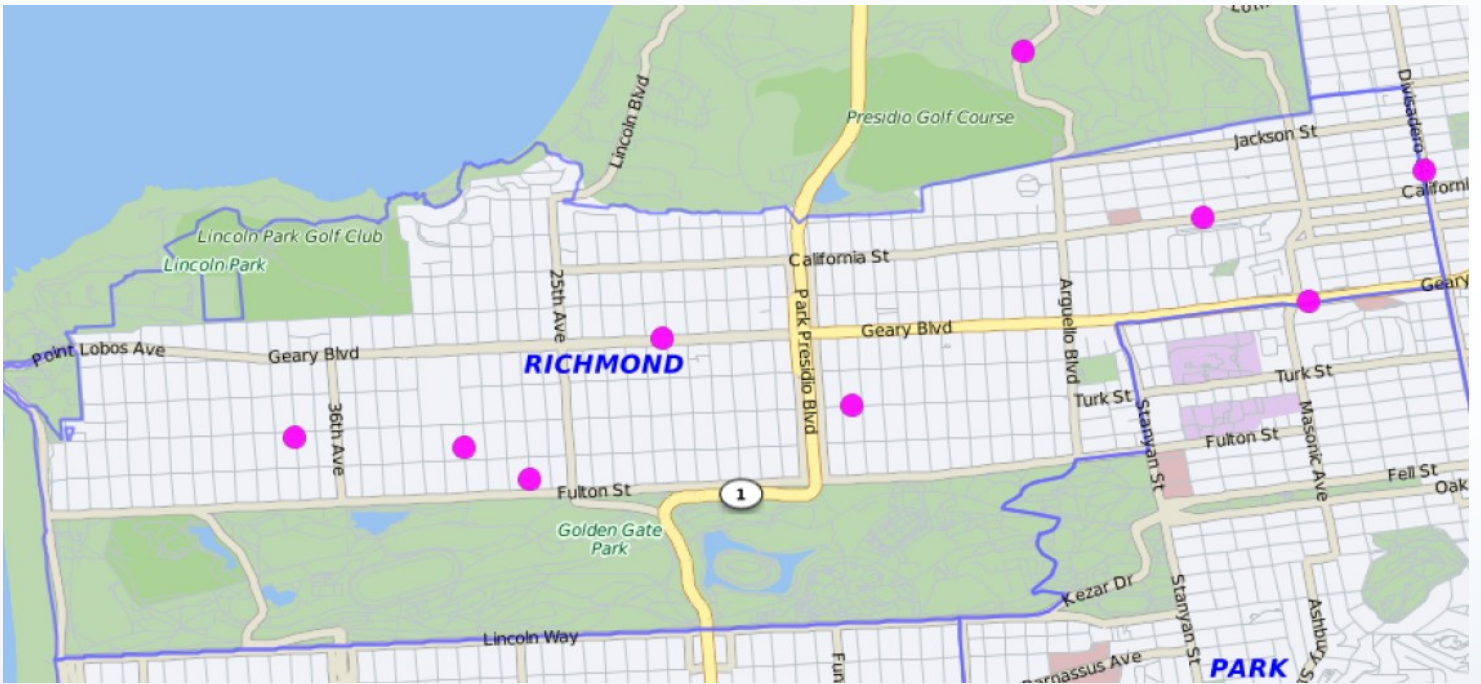 Lincoln Blvd
Presidio Golf Course
Divisadero
Jackson St
Lincoln Park Golf Club
Lincoln Park
California St
25th Ave
Park Presidio Blvd
Arguello Blvd
Geary
Point Lobos Ave
Geary Blvd
Geary Blvd
RICHMOND
Turk St
Turk St
36th Ave
Stanyan St
Masonic Ave
Fulton St
Fulton St
Fell St
Oak
1
Golden Gate
Park
Kezar Dr
Stanyan St
Ashbury S
Lincoln Way
Fun
Parnassus Ave
PARK
Californi